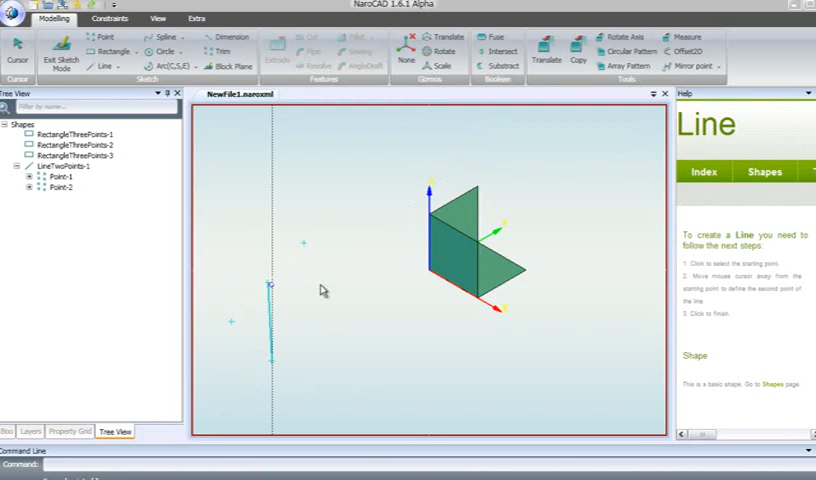 NaroCAD 1.6.1 Alpha
Modelling Constraints View Extra
Point Spline Dimension Cut Fillet Translate Fuse Rotate Axis Measure
Rectangle Circle Trim Pipe Sewing Rotate Intersect Circular Pattern Offset2D
Line Arc(C,S,E) Block Plane Revolve AngleDraft Scale Subtract Array Pattern Mirror point
Cursor Exit Sketch Mode Extrude None Translate Copy
Cursor Sketch Features Gizmos Boolean Tools
Tree View NewFile1.naroxml Help
Filter by name...
Shapes
RectangleThreePoints-1
RectangleThreePoints-2
RectangleThreePoints-3
LineTwoPoints-1
Point-1
Point-2
Line
Index Shapes
To create a Line you need to
follow the next steps:
1. Click to select the starting point.
2. Move mouse cursor away from the
starting point to define the second point of
the line
3. Click to finish.
Shape
This is a basic shape. Go to Shapes page.
Boo Layers Property Grid Tree View
Command Line
Command: